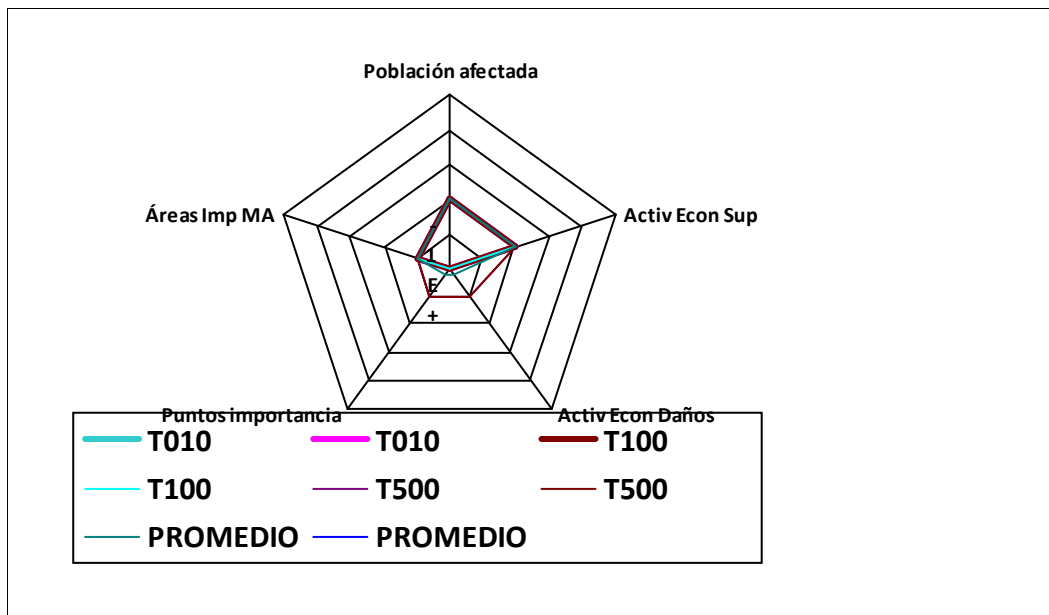 Población afectada
Áreas Imp MA
Activ Econ Sup
-
1
E
+
Puntos importancia
Activ Econ Daños
T010 T010 T100
T100 T500 T500
PROMEDIO PROMEDIO